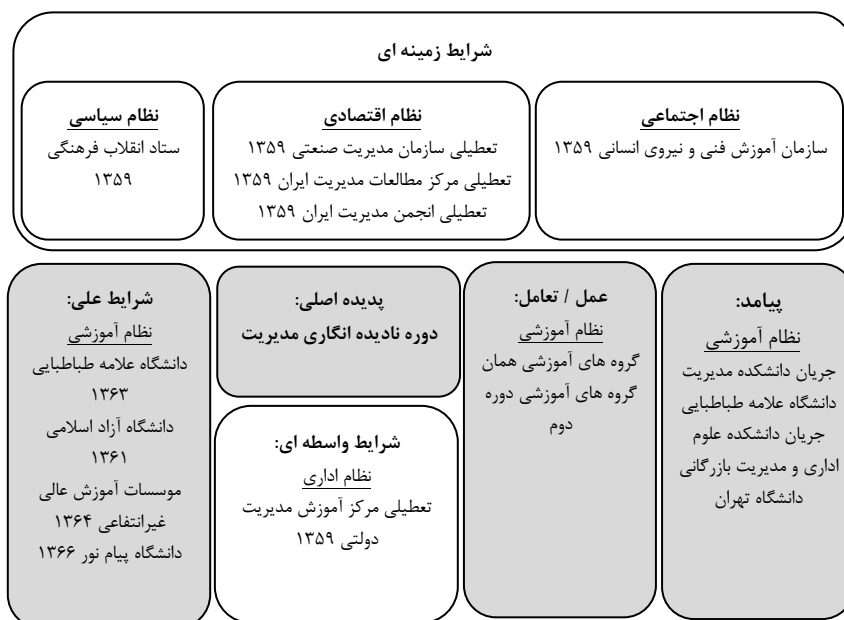 شرایط زمینه ای
نظام اجتماعی
سازمان آموزش فنی و نیروی انسانی ۱۳۵۹
نظام اقتصادی
تعطیلی سازمان مدیریت صنعتی ۱۳۵۹
تعطیلی مرکز مطالعات مدیریت ایران ۱۳۵۹
تعطیلی انجمن مدیریت ایران ۱۳۵۹
نظام سیاسی
ستاد انقلاب فرهنگی
۱۳۵۹
پیامد:
نظام آموزشی
جریان دانشکده مدیریت
دانشگاه علامه طباطبایی
جریان دانشکده علوم
اداری و مدیریت بازرگانی
دانشگاه تهران
عمل / تعامل:
نظام آموزشی
گروه های آموزشی همان
گروه های آموزشی دوره
دوم
پدیده اصلی:
دوره نادیده انگاری مدیریت
شرایط واسطه ای:
نظام اداری
تعطیلی مرکز آموزش مدیریت
دولتی ۱۳۵۹
شرایط علی:
نظام آموزشی
دانشگاه علامه طباطبایی
۱۳۶۳
دانشگاه آزاد اسلامی
۱۳۶۱
موسسات آموزش عالی
غیرانتفاعی ۱۳۶۴
دانشگاه پیام نور ۱۳۶۶